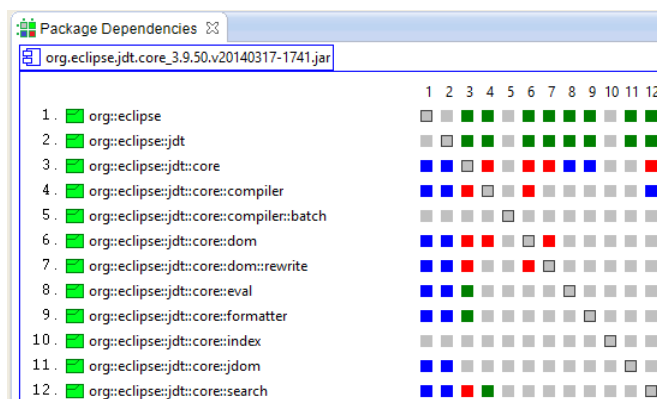 Package Dependencies
org.eclipse.jdt.core_3.9.50.v20140317-1741.jar
1 2 3 4 5 6 7 8 9 10 11 12
1. org::eclipse
2. org::eclipse::jdt
3. org::eclipse::jdt::core
4. org::eclipse::jdt::core::compiler
5. org::eclipse::jdt::core::compiler::batch
6. org::eclipse::jdt::core::dom
7. org::eclipse::jdt::core::dom::rewrite
8. org::eclipse::jdt::core::eval
9. org::eclipse::jdt::core::formatter
10. org::eclipse::jdt::core::index
11. org::eclipse::jdt::core::jdom
12. org::eclipse::jdt::core::search